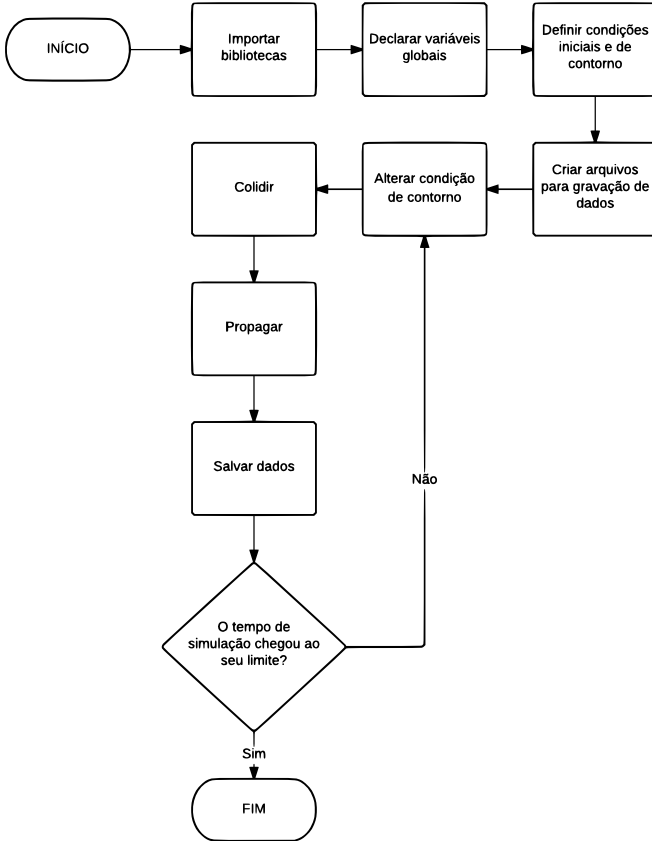 INÍCIO
Importar
bibliotecas
Declarar variáveis
globais
Definir condições
iniciais e de
contorno
Criar arquivos
para gravação de
dados
Alterar condição
de contorno
Colidir
Propagar
Salvar dados
O tempo de
simulação chegou ao
seu limite?
Não
Sim
FIM